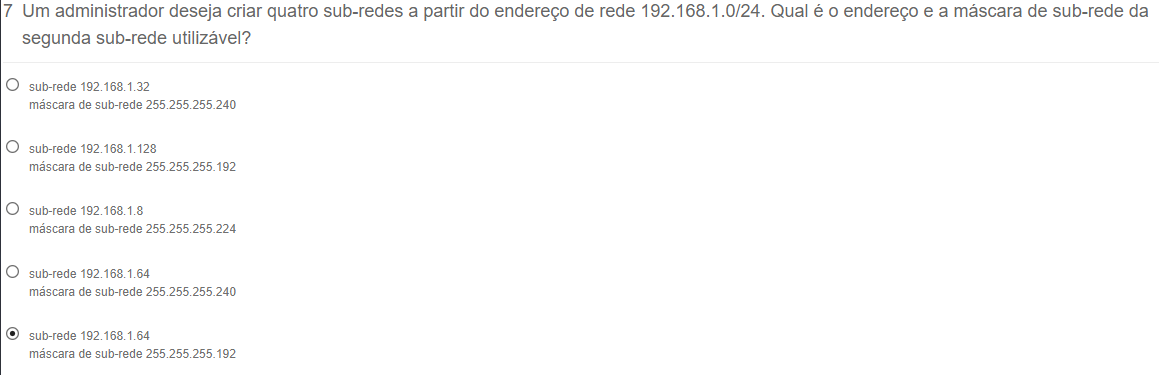 7 Um administrador deseja criar quatro sub-redes a partir do endereço de rede 192.168.1.0/24. Qual é o endereço e a máscara de sub-rede da
segunda sub-rede utilizável?
sub-rede 192.168.1.32
máscara de sub-rede 255.255.255.240
sub-rede 192.168.1.128
máscara de sub-rede 255.255.255.192
sub-rede 192.168.1.8
máscara de sub-rede 255.255.255.224
sub-rede 192.168.1.64
máscara de sub-rede 255.255.255.240
sub-rede 192.168.1.64
máscara de sub-rede 255.255.255.192